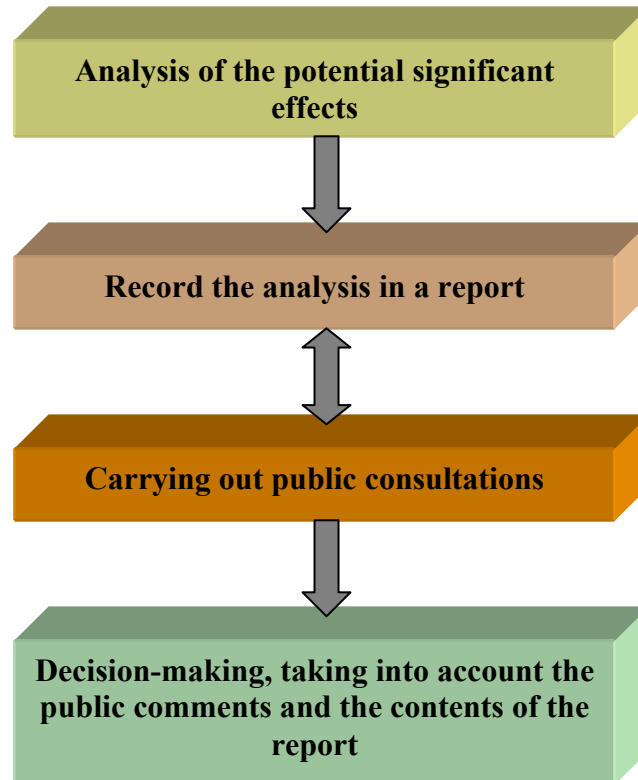 Analysis of the potential significant
effects
Record the analysis in a report
Carrying out public consultations
Decision-making, taking into account the
public comments and the contents of the
report